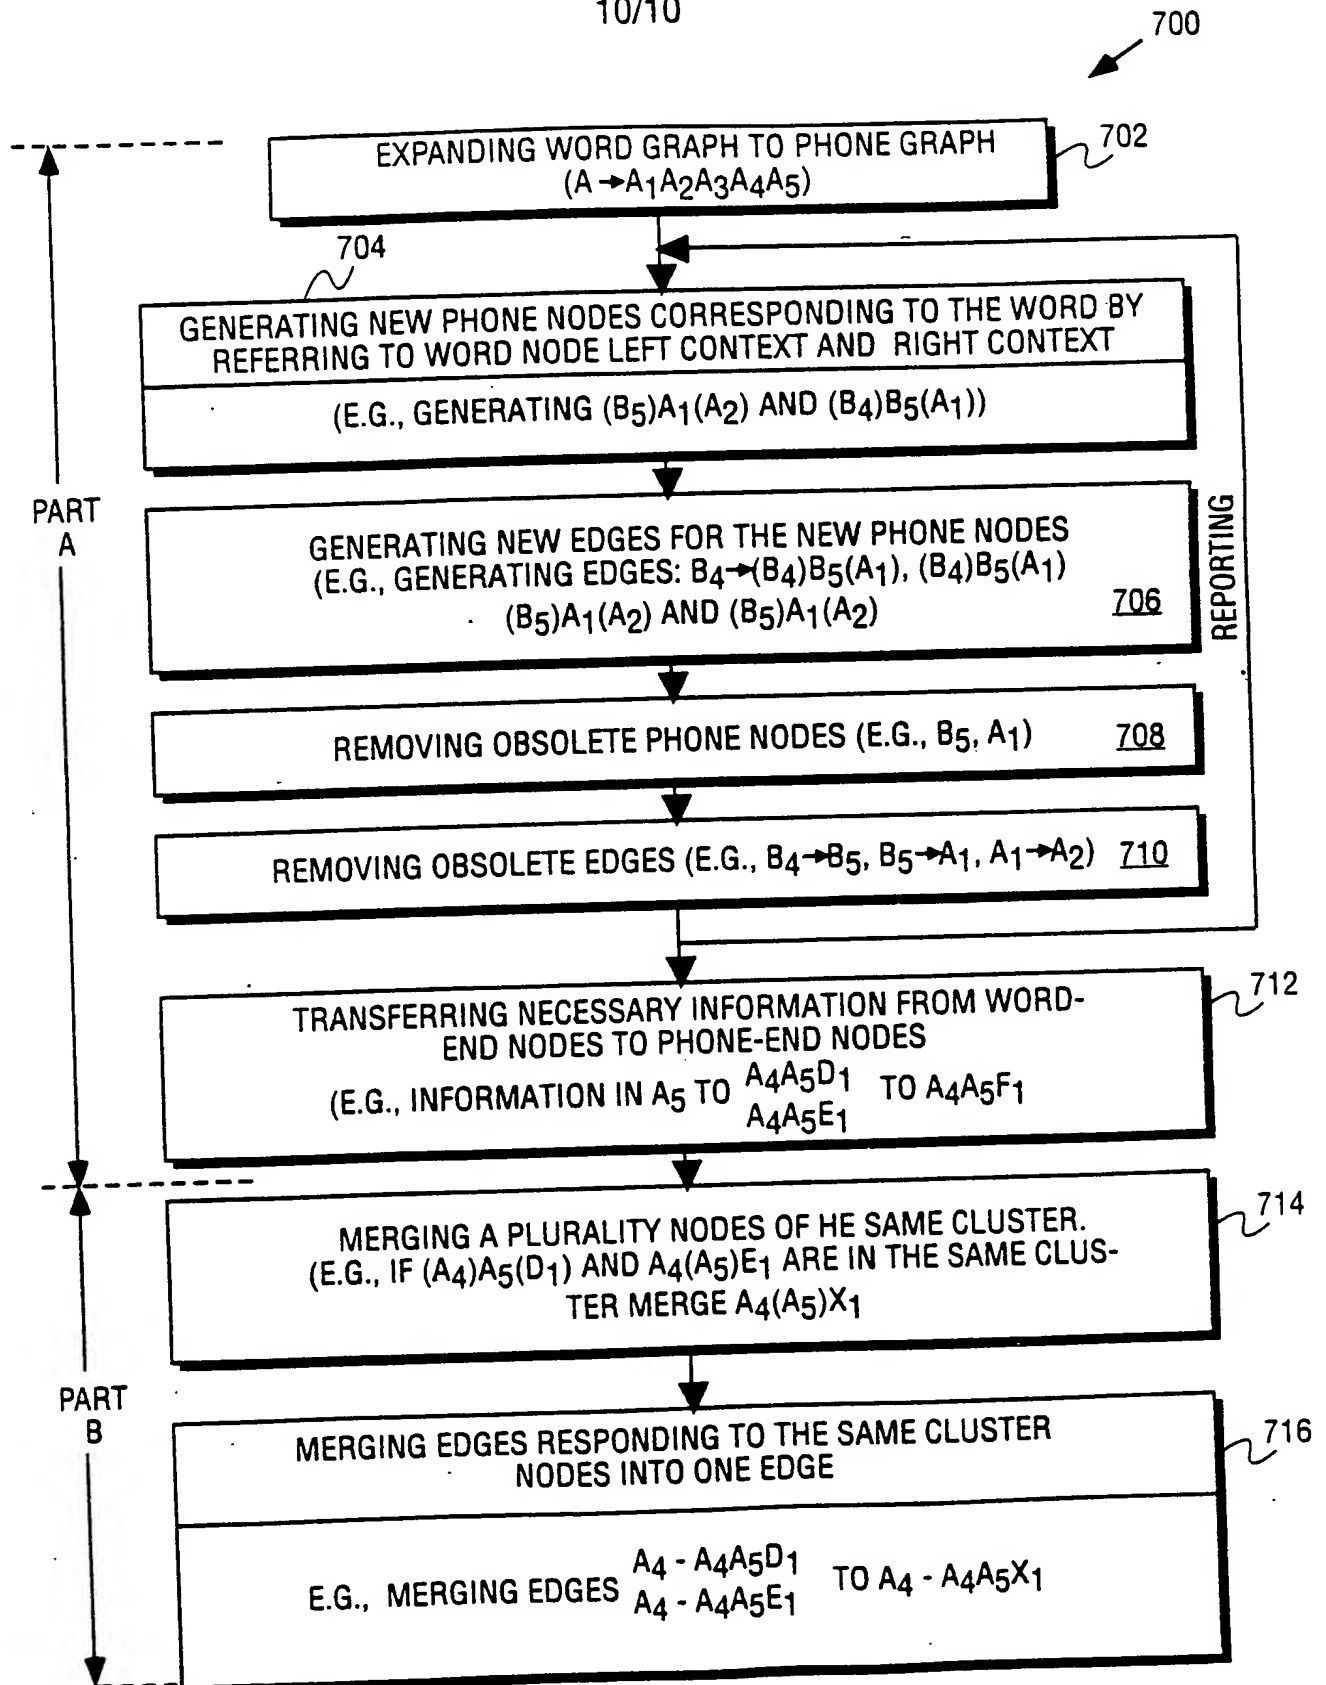 10/10
700
EXPANDING WORD GRAPH TO PHONE GRAPH
(A→A1A2A3A4A5)
702
704
GENERATING NEW PHONE NODES CORRESPONDING TO THE WORD BY
REFERRING TO WORD NODE LEFT CONTEXT AND RIGHT CONTEXT
(E.G., GENERATING (B5)A1(A2) AND (B4)B5(A1))
PART
A
GENERATING NEW EDGES FOR THE NEW PHONE NODES
(E.G., GENERATING EDGES: B4→(B4)B5(A1), (B4)B5(A1)
(B5)A1(A2) AND (B5)A1(A2)
706
REPORTING
REMOVING OBSOLETE PHONE NODES (E.G., B5, A1)
708
REMOVING OBSOLETE EDGES (E.G., B4→B5, B5→A1, A1→A2)
710
TRANSFERRING NECESSARY INFORMATION FROM WORD-
END NODES TO PHONE-END NODES
(E.G., INFORMATION IN A5 TO A4A5D1 TO A4A5F1
A4A5E1
712
MERGING A PLURALITY NODES OF HE SAME CLUSTER.
(E.G., IF (A4)A5(D1) AND A4(A5)E1 ARE IN THE SAME CLUS-
TER MERGE A4(A5)X1
714
PART
B
MERGING EDGES RESPONDING TO THE SAME CLUSTER
NODES INTO ONE EDGE
716
E.G., MERGING EDGES A4 - A4A5D1 TO A4 - A4A5X1
A4 - A4A5E1